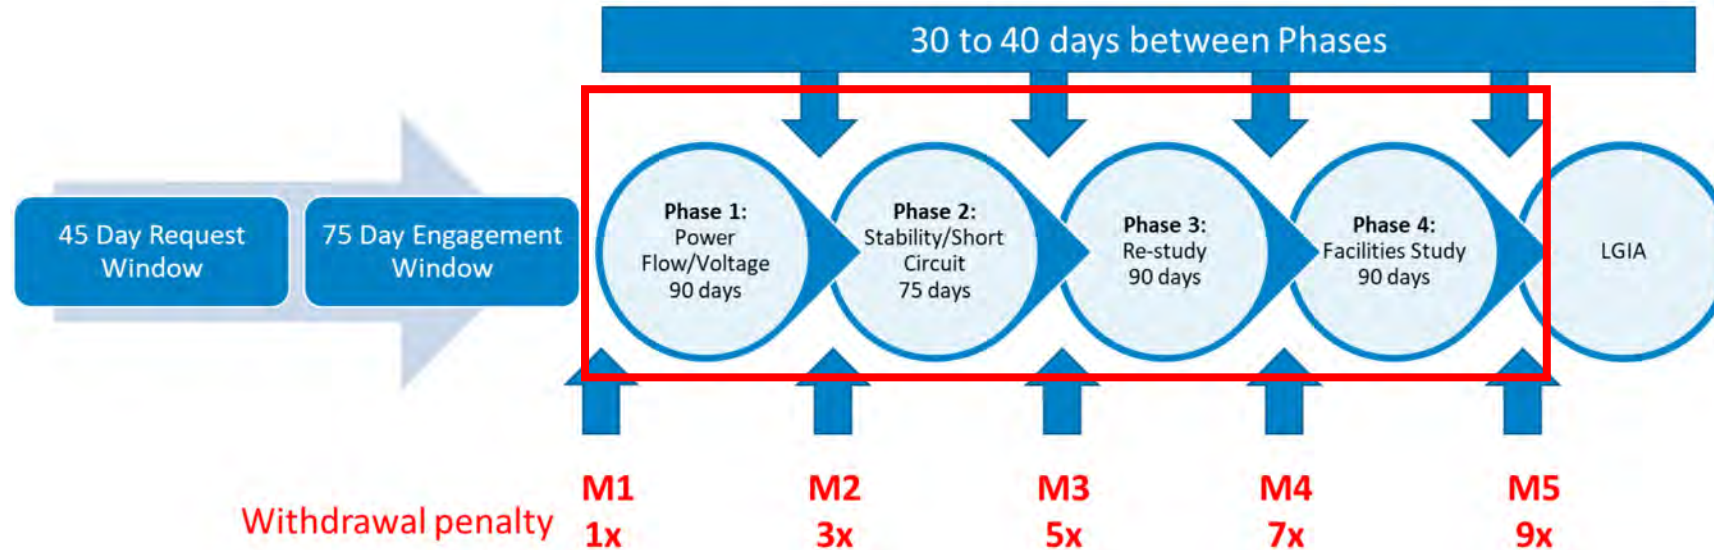 30 to 40 days between Phases
45 Day Request
Window
75 Day Engagement
Window
Phase 1:
Power
Flow/Voltage
90 days
Phase 2:
Stability/Short
Circuit
75 days
Phase 3:
Re-study
90 days
Phase 4:
Facilities Study
90 days
LGIA
Withdrawal penalty
M1
1x
M2
3x
M3
5x
M4
7x
M5
9x